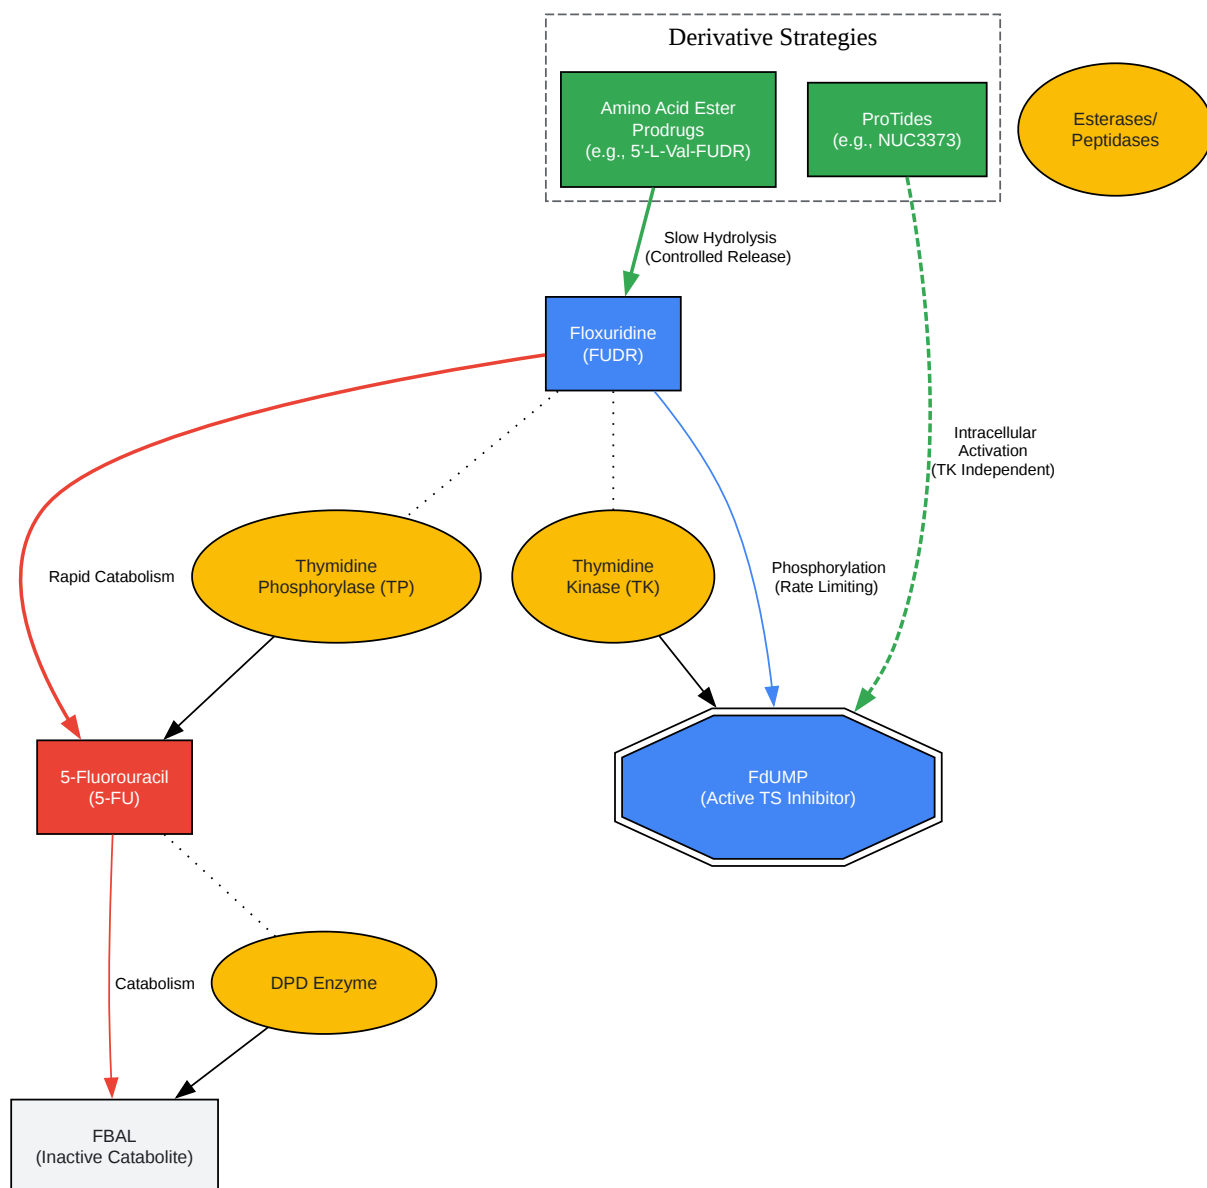 Derivative Strategies
Amino Acid Ester
Prodrugs
(e.g., 5'-L-Val-FUDR)
ProTides
(e.g., NUC3373)
Esterases/
Peptidases
Slow Hydrolysis
(Controlled Release)
Floxuridine
(FUDR)
Intracellular
Activation
(TK Independent)
Rapid Catabolism
Thymidine
Phosphorylase (TP)
Thymidine
Kinase (TK)
Phosphorylation
(Rate Limiting)
5-Fluorouracil
(5-FU)
FdUMP
(Active TS Inhibitor)
Catabolism
DPD Enzyme
FBAL
(Inactive Catabolite)